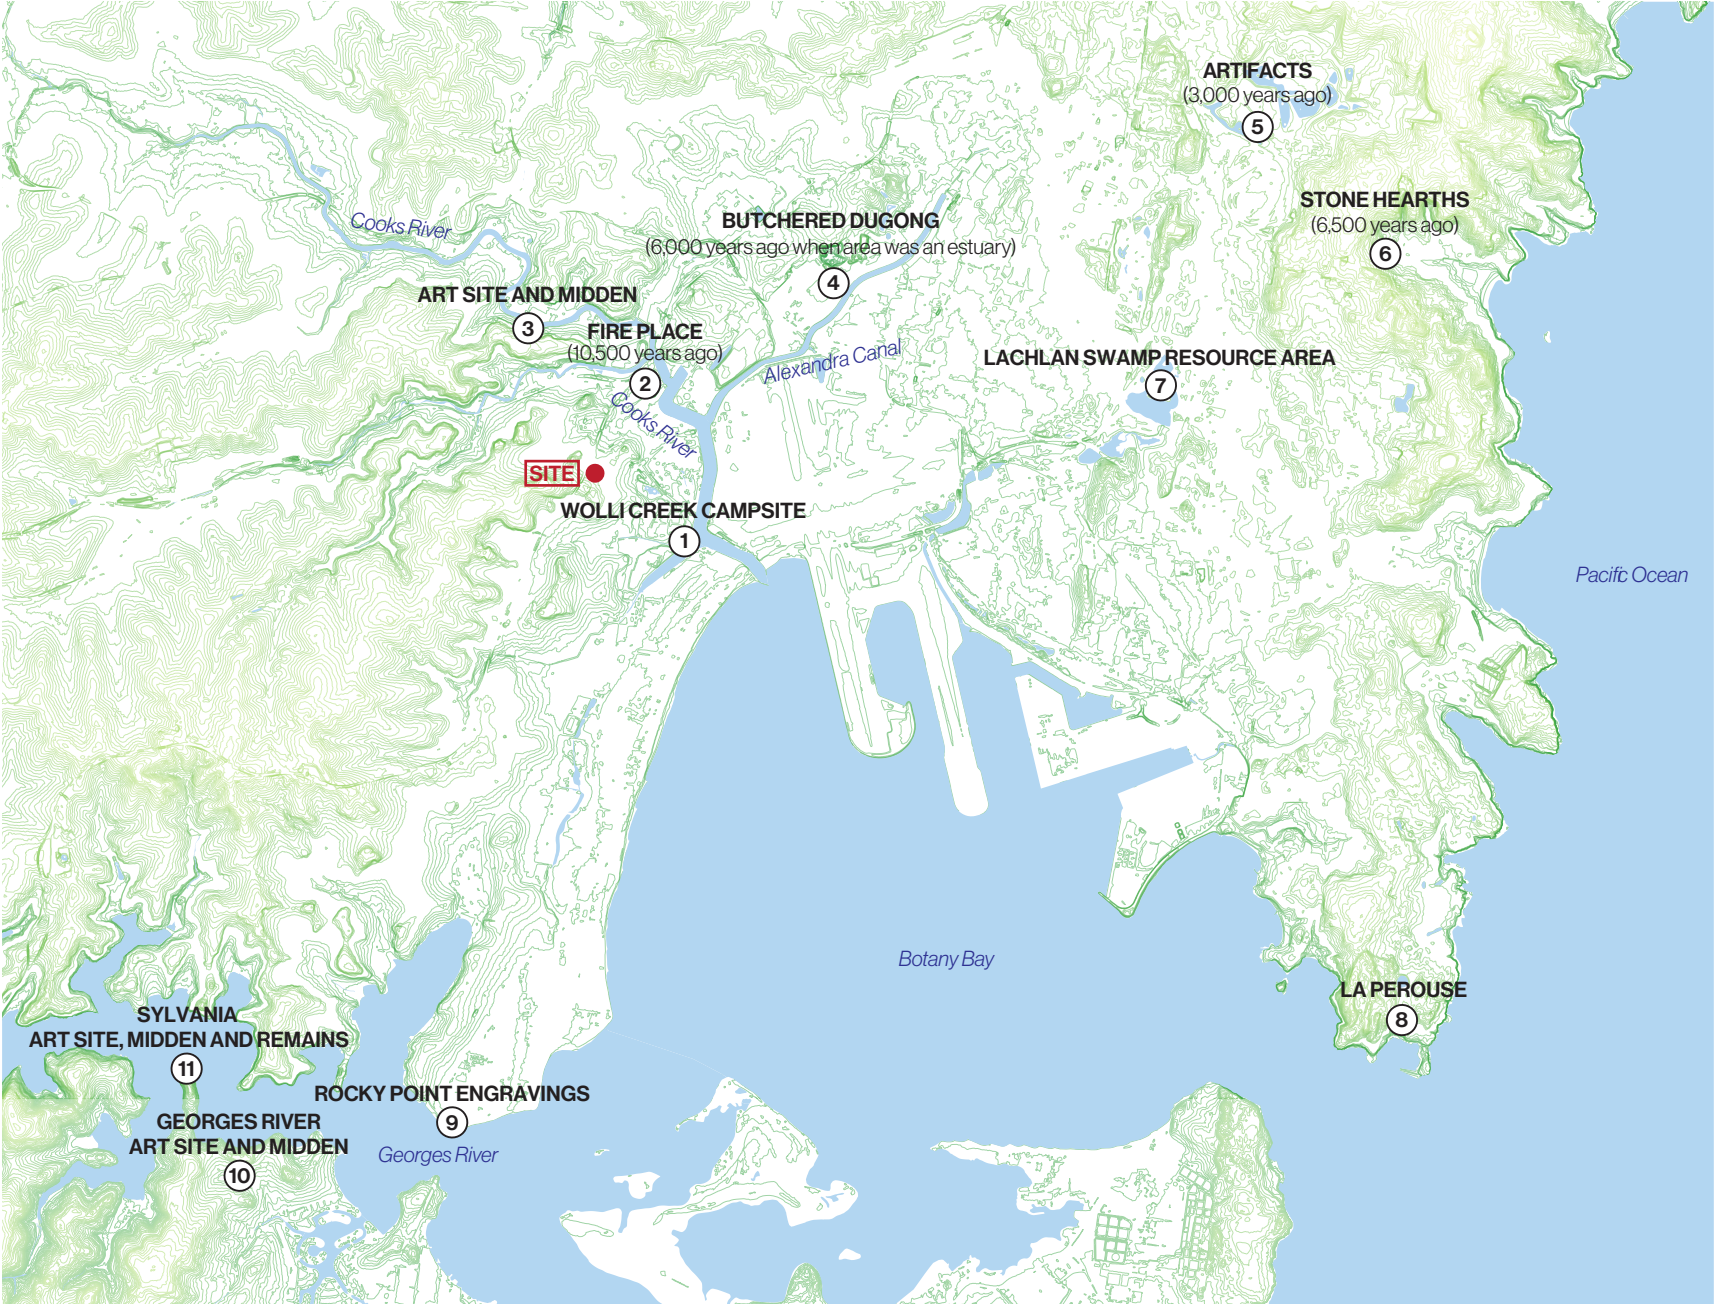 ARTIFACTS
(3,000 years ago)
5
STONE HEARTHS
(6,500 years ago)
6
Cooks River
BUTCHERED DUGONG
(6,000 years ago when area was an estuary)
4
ART SITE AND MIDDEN
3
FIRE PLACE
(10,500 years ago)
2
Alexandra Canal
LACHLAN SWAMP RESOURCE AREA
7
Cooks River
SITE
WOLLI CREEK CAMPSITE
1
Pacific Ocean
Botany Bay
LA PEROUSE
8
SYLVANIA
ART SITE, MIDDEN AND REMAINS
11
ROCKY POINT ENGRAVINGS
9
GEORGES RIVER
ART SITE AND MIDDEN
10
Georges River